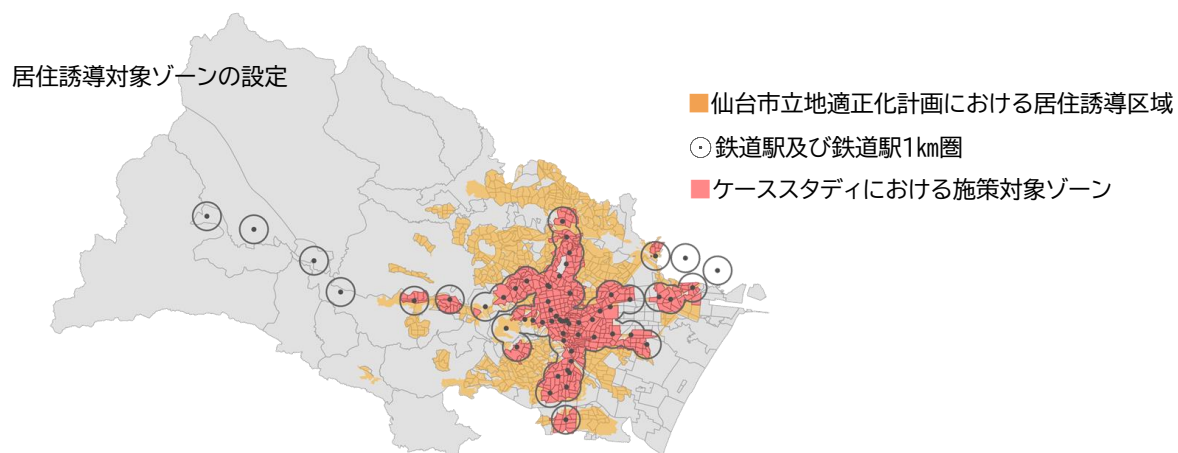 居住誘導対象ゾーンの設定
仙台市立地適正化計画における居住誘導区域
鉄道駅及び鉄道駅1㎞圏
ケーススタディにおける施策対象ゾーン